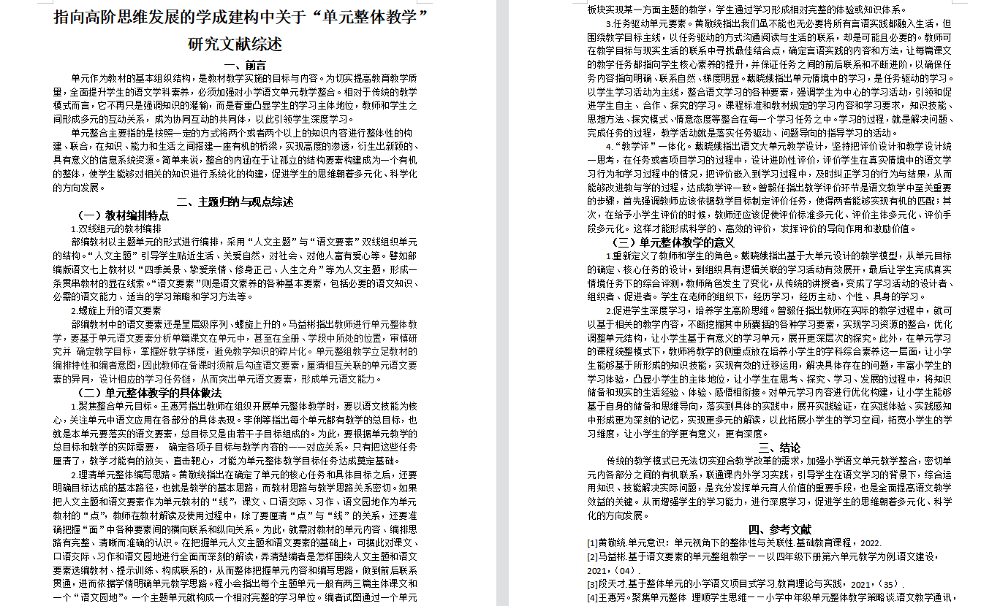 指向高阶思维发展的学成建构中关于“单元整体教学”
研究文献综述
一、前言
单元作为教材的基本组织结构，是教材教学实施的目标与内容。为切实提高教育教学质
量，全面提升学生的语文学科素养，必须加强对小学语文单元教学整合。相对于传统的教学
模式而言，它不再只是强调知识的灌输，而是着重凸显学生的学习主体地位，教师和学生之
间形成多元的互动关系，成为协同互动的共同体，以此引领学生深度学习。
单元整合主要指的是按照一定的方式将两个或者两个以上的知识内容进行整体性的构
建、联合，在知识、能力和生活之间搭建一座有机的桥梁，实现高度的渗透，衍生出新颖的、
具有意义的信息系统资源。简单来说，整合的内涵在于让孤立的结构要素构建成为一个有机
的整体，使学生能够对相关的知识进行系统化的构建，促进学生的思维朝着多元化、科学化
的方向发展。
二、主题归纳与观点综述
（一）教材编排特点
1.双线组元的教材编排
部编教材以主题单元的形式进行编排，采用“人文主题”与“语文要素”双线组织单元
的结构。“人文主题”引导学生贴近生活、关爱自然，对社会、对他人富有爱心等。譬如部
编版语文七上教材以“四季美景、挚爱亲情、修身正己、人生之舟”等为人文主题，形成一
条贯串教材的显在线索。“语文要素”则是语文素养的各种基本要素，包括必要的语文知识、
必需的语文能力、适当的学习策略和学习方法等。
2.螺旋上升的语文要素
部编教材中的语文要素还是呈层级序列、螺旋上升的。马益彬指出教师进行单元整体教
学，要基于单元语文要素分析单篇课文在单元中，甚至在全册、学段中所处的位置，审慎研
究并 确定教学目标，掌握好教学梯度，避免教学知识的碎片化。单元整组教学立足教材的
编排特性和编者意图，因此教师在备课时须前后勾连语文要素，厘清相互关联的单元语文要
素的异同，设计相应的学习任务链，从而突出单元语文要素，形成单元语文能力。
（二）单元整体教学的具体做法
1.聚焦整合单元目标。王惠芳指出教师在组织开展单元整体教学时，要以语文技能为核
心，关注单元中语文应用在各部分的具体表现。李俐等指出每个单元都有教学的总目标，也
就是本单元要落实的语文要素，总目标又是由若干子目标组成的。为此，要根据单元教学的
总目标和教学的实际需要， 确定各项子目标与教学内容的一一对应关系。只有把这些任务
厘清了，教学才能有的放矢、直击靶心，才能为单元整体教学目标任务达成奠定基础。
2.理清单元整体编写思路。黄敬统指出在确定了单元的核心任务和具体目标之后，还要
明确目标达成的基本路径，也就是教学的基本思路，而教材思路与教学思路关系密切。如果
把人文主题和语文要素作为单元教材的“线”，课文、口语交际、习作、语文园地作为单元
教材的“点”，教师在教材解读及使用过程中，除了要厘清“点”与“线”的关系，还要准
确把握“面”中各种要素间的横向联系和纵向关系。为此，就需对教材的单元内容、编排思
路有完整、清晰而准确的认识。在把握单元人文主题和语文要素的基础上，可据此对课文、
口语交际、习作和语文园地进行全面而深刻的解读，弄清楚编者是怎样围绕人文主题和语文
要素选编教材、提示训练、构成联系的，从而整体把握单元内容和编写思路，做到前后联系
贯通，进而依据学情明确单元教学思路。程小会指出每个主题单元一般有两三篇主体课文和
一个“语文园地”。一个主题单元就构成一个相对完整的学习单位。编者试图通过一个单元
板块实现某一方面主题的教学，学生通过学习形成相对完整的体验或知识体系。
3.任务驱动单元要素。黄敬统指出我们虽不能也无必要将所有言语实践都融入生活，但
围绕教学目标主线，以任务驱动的方式沟通阅读与生活的联系，却是可能且必要的。教师可
在教学目标与现实生活的联系中寻找最佳结合点，确定言语实践的内容和方法，让每篇课文
的教学任务都指向学生核心素养的提升，并保证任务之间的前后联系和不断进阶，以确保任
务内容指向明确、联系自然、梯度明显。戴晓娥指出单元情境中的学习，是任务驱动的学习。
以学生学习活动为主线，整合语文学习的各种要素，强调学生为中心的学习活动，引领和促
进学生自主、合作、探究的学习。课程标准和教材规定的学习内容和学习要求，知识技能、
思想方法、探究模式、情意态度等整合在每一个学习任务之中。学习的过程，就是解决问题、
完成任务的过程，教学活动就是落实任务驱动、问题导向的指导学习的活动。
4.“教学评”一体化。戴晓娥指出语文大单元教学设计，坚持把评价设计和教学设计统
一思考，在任务或者项目学习的过程中，设计进阶性评价，评价学生在真实情境中的语文学
习行为和学习过程中的情况，把评价嵌入到学习过程中，及时纠正学习的行为与结果，从而
能够改进教与学的过程，达成教学评一致。曾毅任指出教学评价环节是语文教学中至关重要
的步骤，首先强调教师应该依据教学目标制定评价任务，使得两者能够实现有机的匹配；其
次，在给予小学生评价的时候，教师还应该促使评价标准多元化、评价主体多元化、评价手
段多元化。这样才能形成科学的、高效的评价，发挥评价的导向作用和激励价值。
（三）单元整体教学的意义
1.重新定义了教师和学生的角色。戴晓娥指出基于大单元设计的教学模型，从单元目标
的确定、核心任务的设计，到组织具有逻辑关联的学习活动有效展开，最后让学生完成真实
情境任务下的综合评测，教师角色发生了变化，从传统的讲授者，变成了学习活动的设计者、
组织者、促进者。学生在老师的组织下，经历学习，经历主动、个性、具身的学习。
2.促进学生深度学习，培养学生高阶思维。曾毅任指出教师在实际的教学过程中，就可
以基于相关的教学内容，不断挖掘其中所囊括的各种学习要素，实现学习资源的整合，优化
调整单元结构，让小学生基于有意义的学习单元，展开更深层次的探究。此外，在单元学习
的课程统整模式下，教师将教学的侧重点放在培养小学生的学科综合素养这一层面，让小学
生能够基于所形成的知识技能，实现有效的迁移运用，解决具体存在的问题，丰富小学生的
学习体验，凸显小学生的主体地位，让小学生在思考、探究、学习、发展的过程中，将知识
储备和现实的生活经验、体验、感悟相衔接。对单元学习内容进行优化构建，让小学生能够
基于自身的储备和思维导向，落实到具体的实践中，展开实践验证，在实践体验、实践感知
中形成更为深刻的记忆，实现更多元的解读，以此拓展小学生的学习空间，拓宽小学生的学
习维度，让小学生的学更有意义，更有深度。
三、结论
传统的教学模式已无法切实迎合教学改革的需求，加强小学语文单元教学整合，密切单
元内各部分之间的有机联系，联通课内外学习实践，引导学生在语文学习的背景下，综合运
用知识、技能解决实际问题，是充分发挥单元育人价值的重要手段，也是全面提高语文教学
效益的关键。从而增强学生的学习能力，进行深度学习，促进学生的思维朝着多元化、科学
化的方向发展。
四、参考文献
[1]黄敬统.单元意识：单元视角下的整体性与关联性.基础教育课程，2022.
[2]马益彬.基于语文要素的单元整组教学——以四年级下册第六单元教学为例.语文建设，
2021，（04）.
[3]段天才.基于整体单元的小学语文项目式学习.教育理论与实践，2021，（35）.
[4]王惠芳。聚焦单元整体 理顺学生思维——小学中年级单元整体教学策略谈.语文教学通讯，